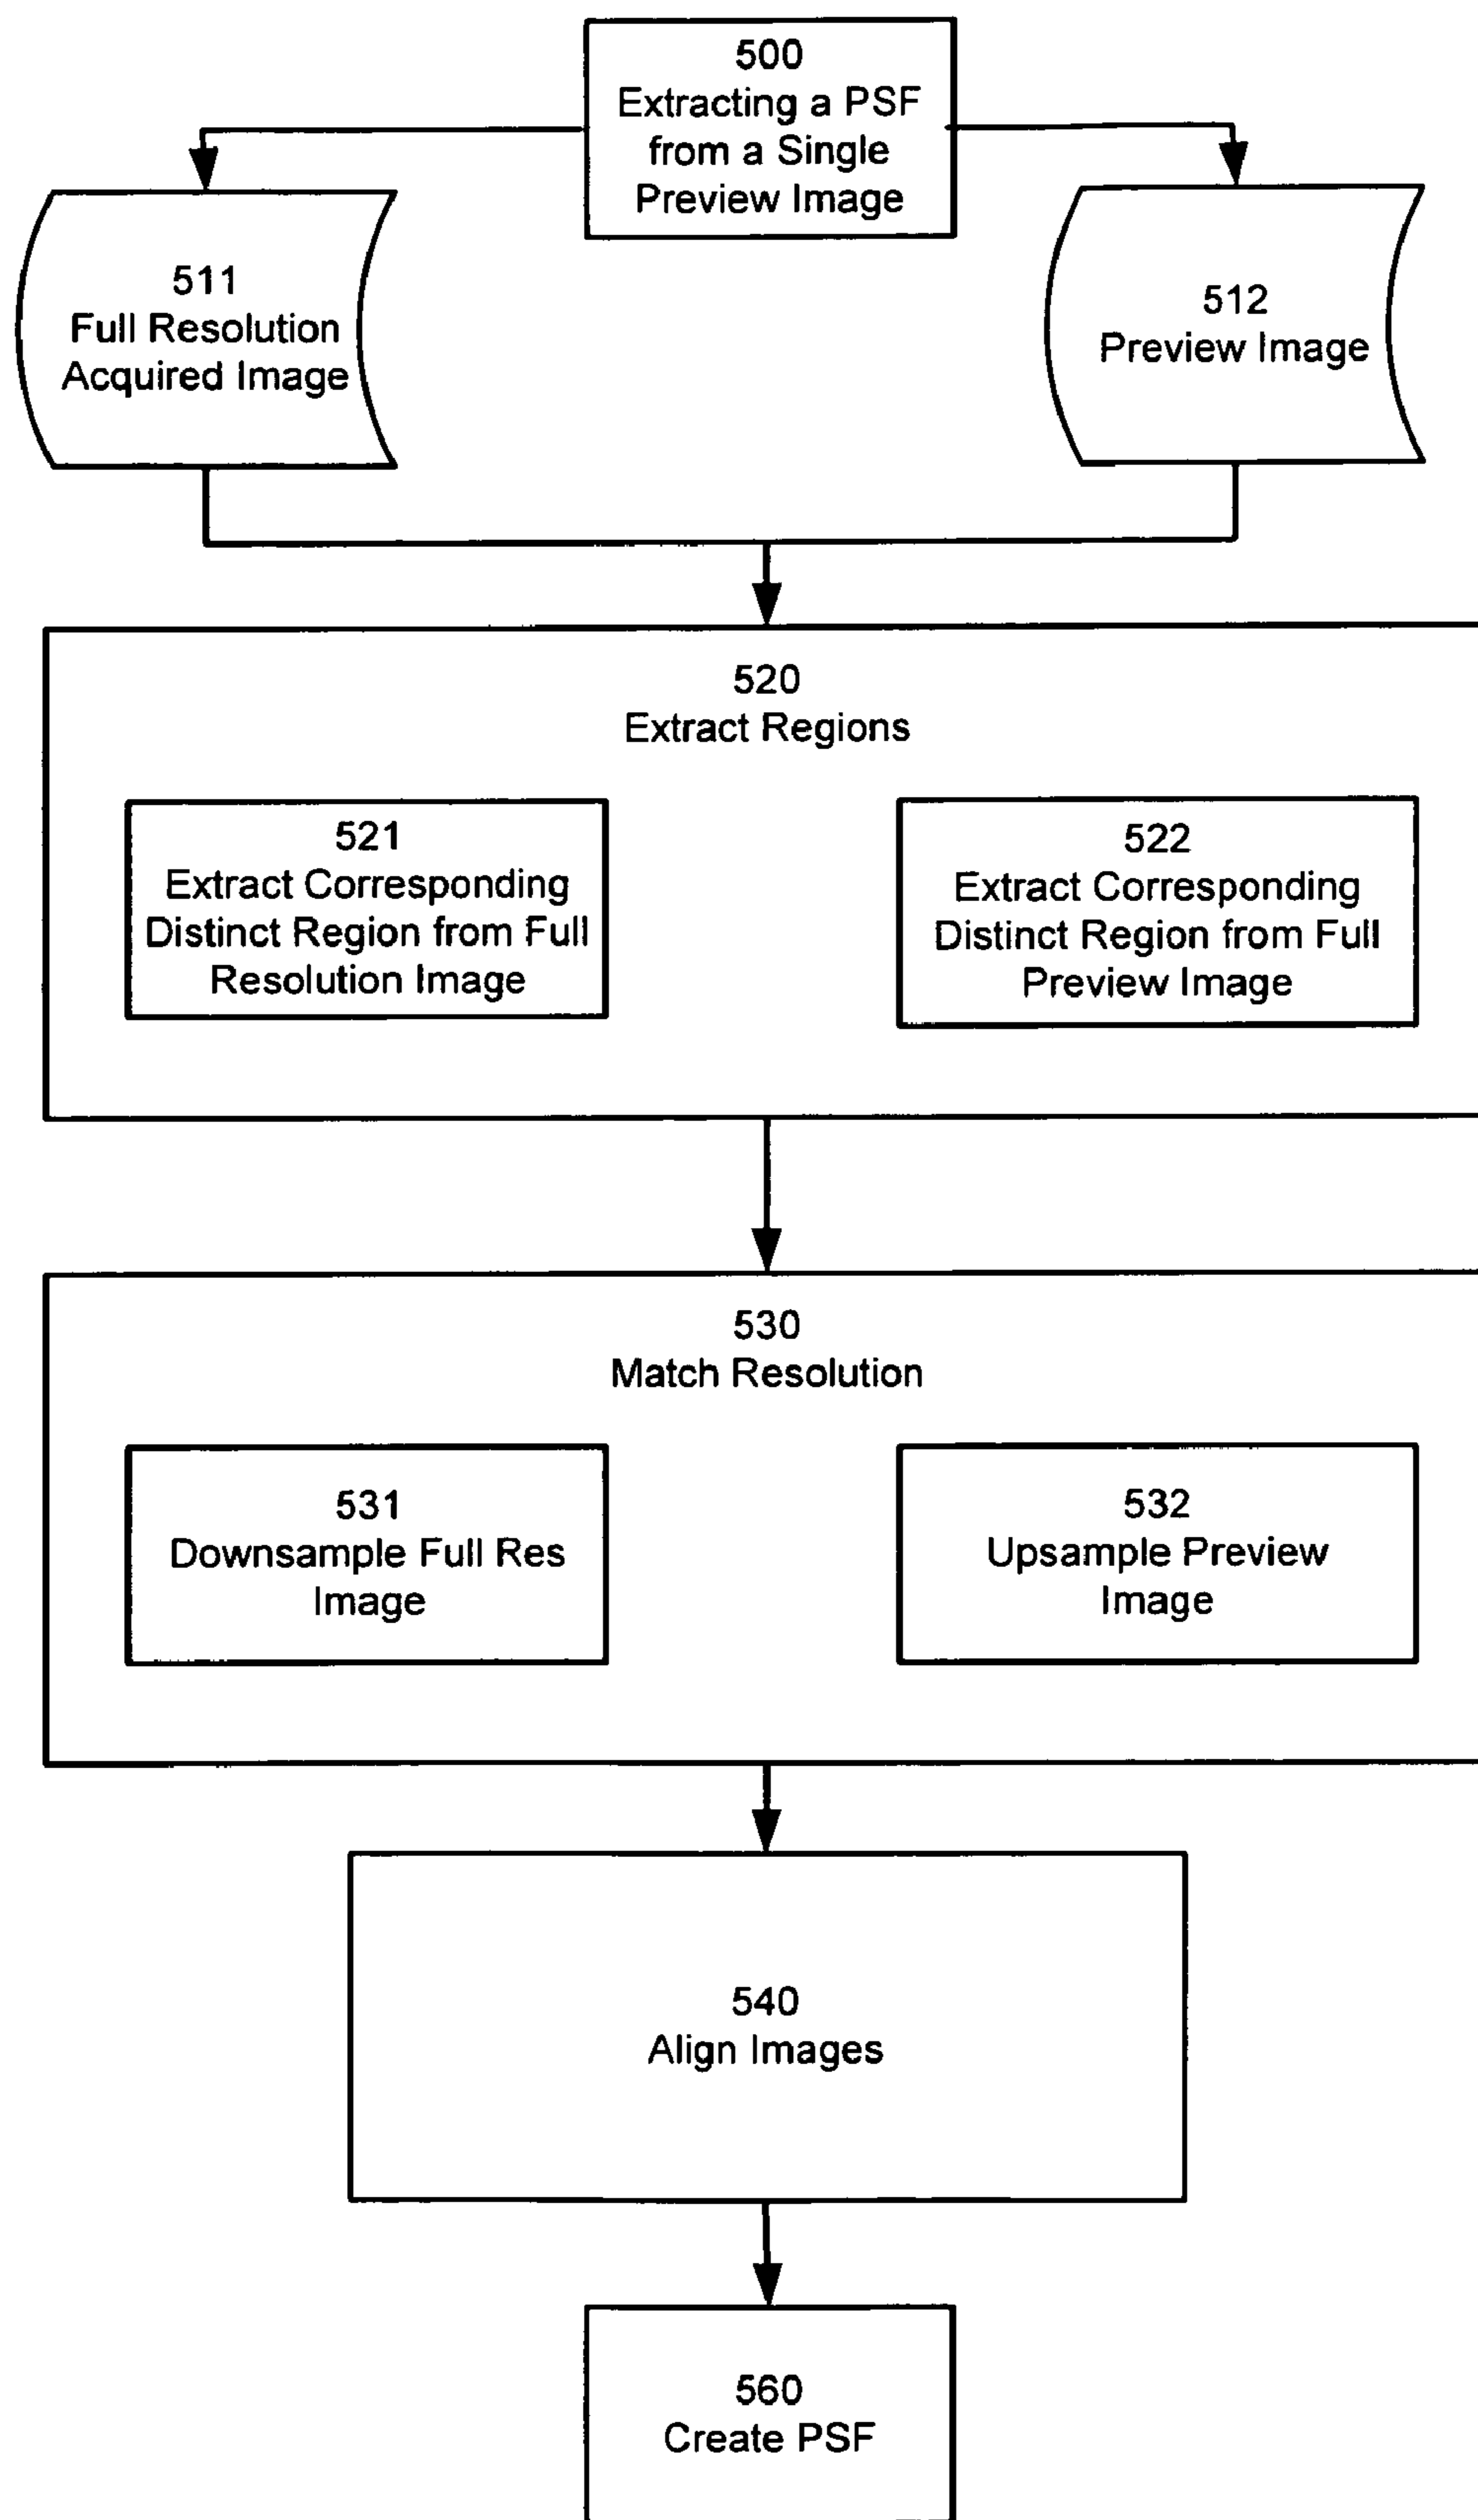 500
Extracting a PSF
from a Single
Preview Image
511
Full Resolution
Acquired Image
512
Preview Image
520
Extract Regions
521
Extract Corresponding
Distinct Region from Full
Resolution Image
522
Extract Corresponding
Distinct Region from Full
Preview Image
530
Match Resolution
531
Downsample Full Res
Image
532
Upsample Preview
Image
540
Align Images
560
Create PSF